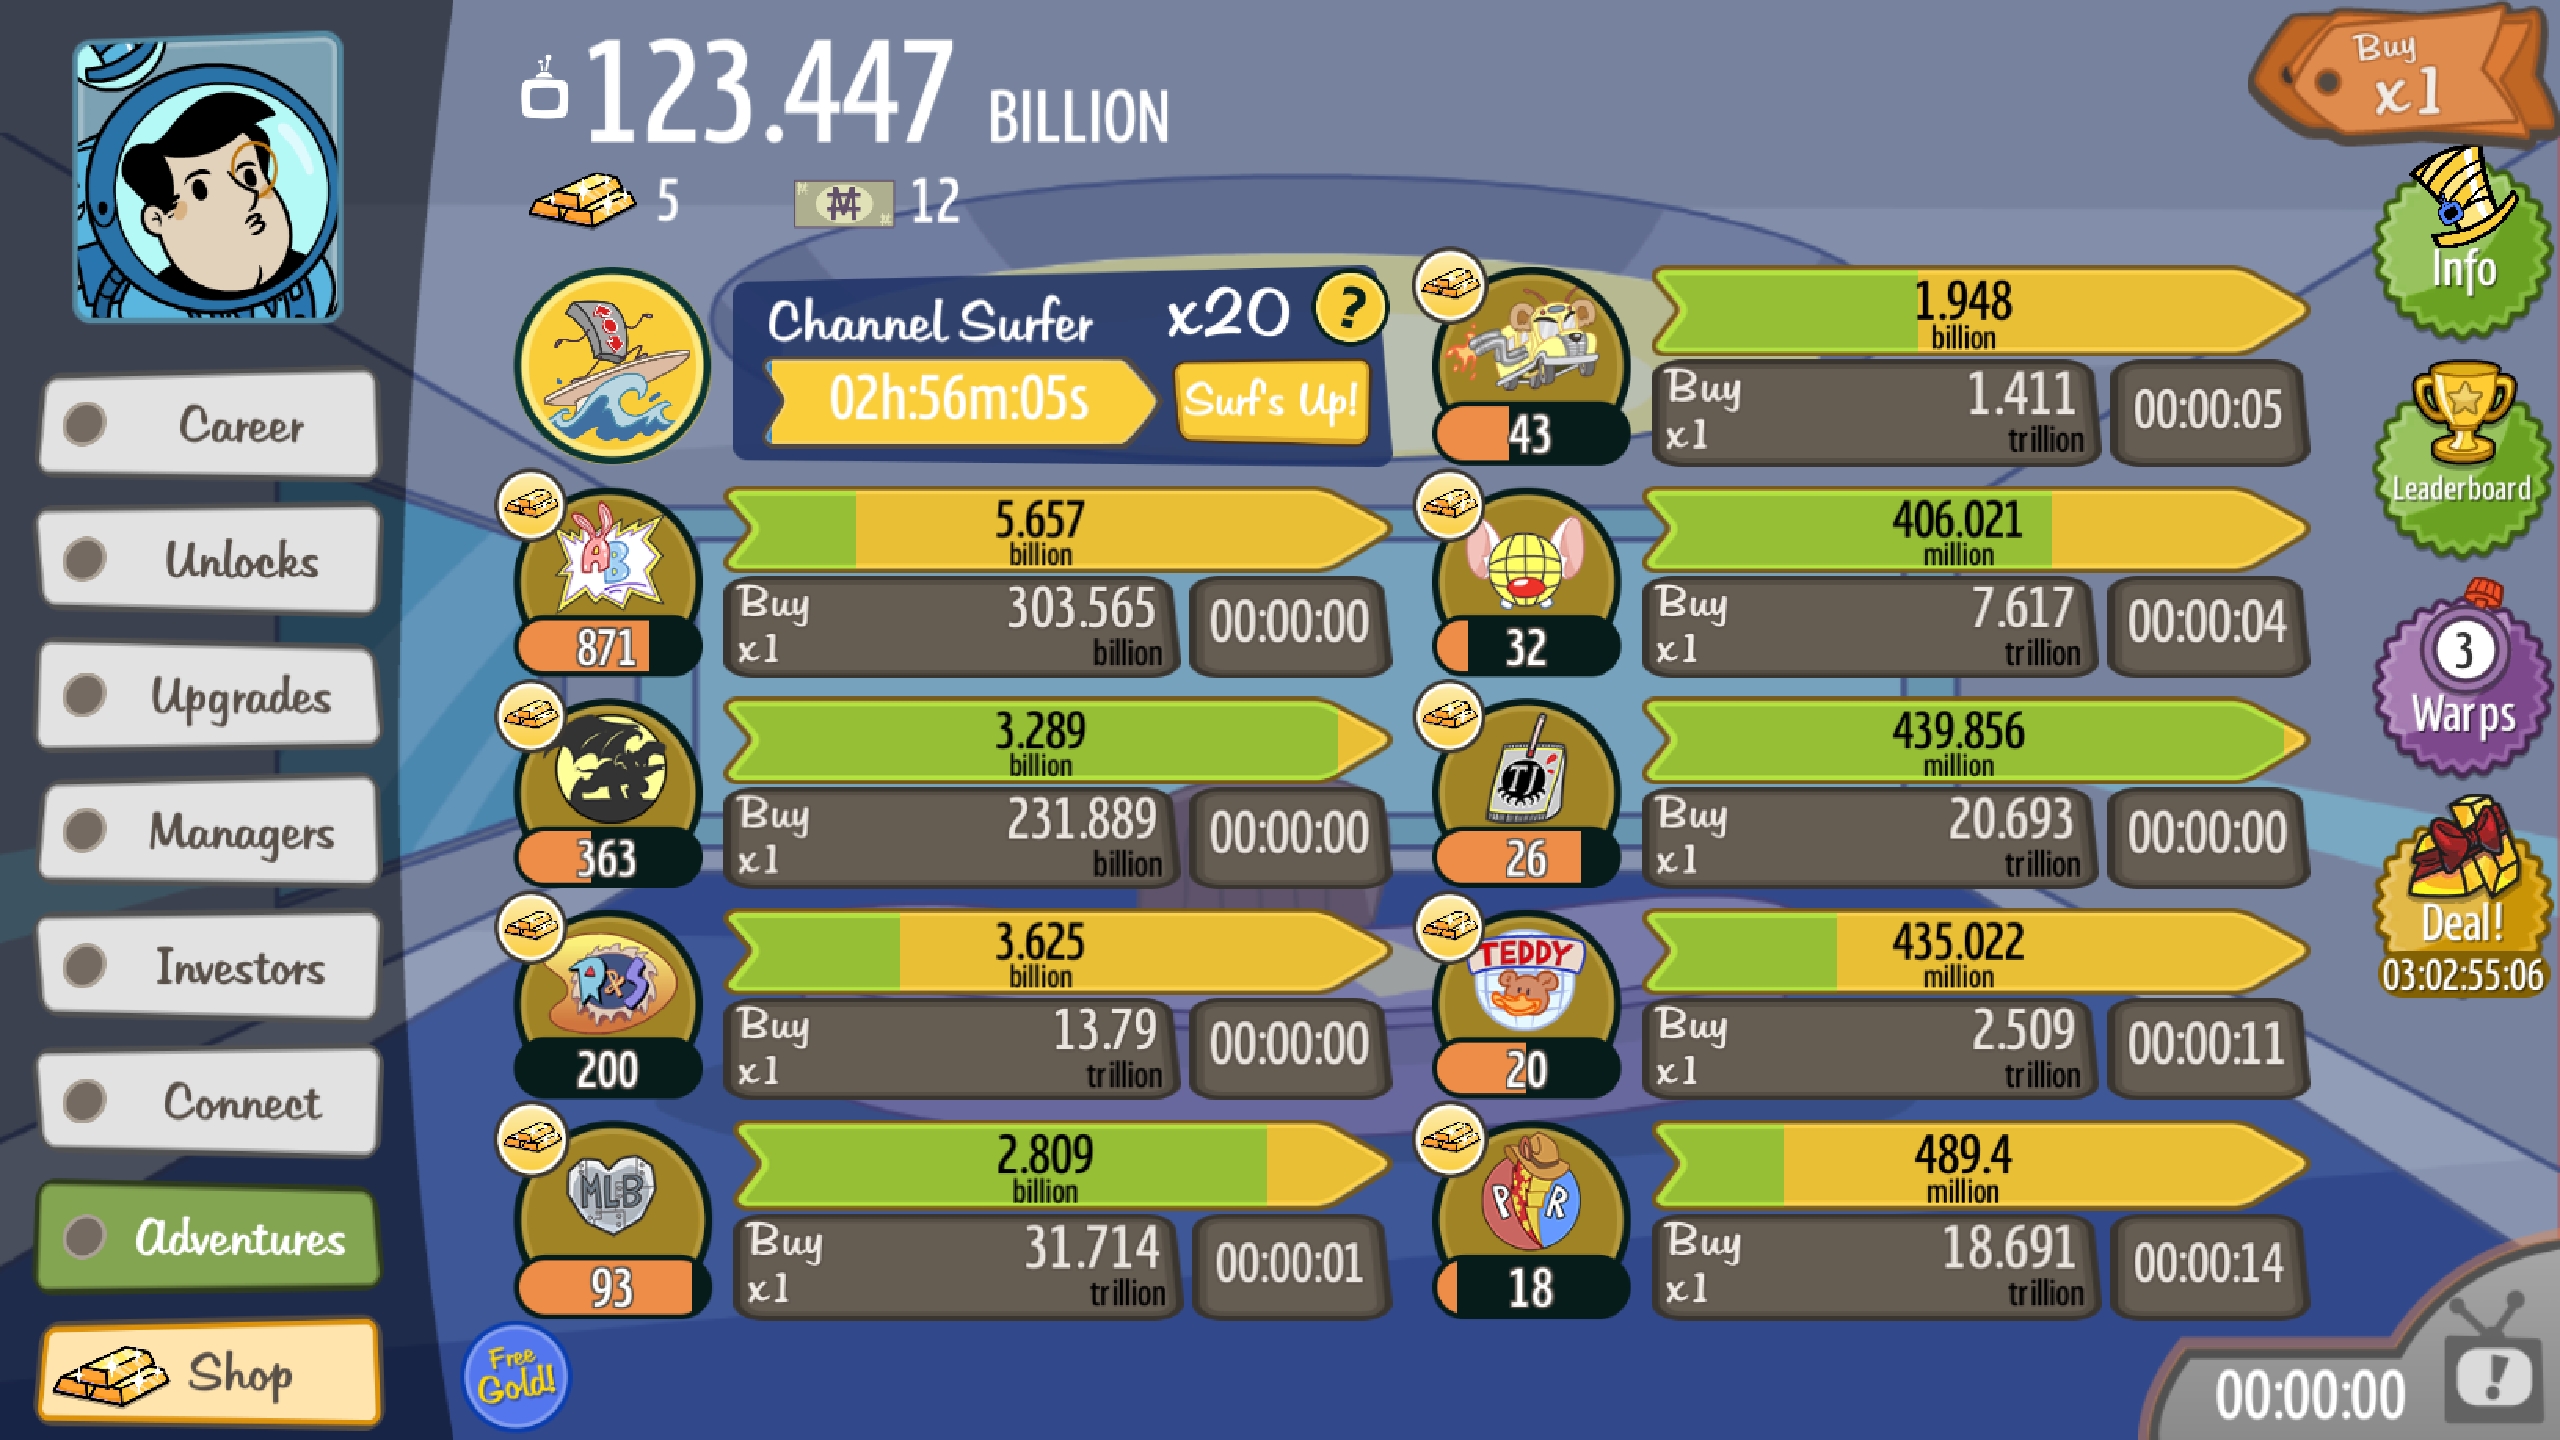 123.447 BILLION
5
12
Buy
x1
Career
Unlocks
Upgrades
Managers
Investors
Connect
Adventures
Shop
Channel Surfer x20 ?
02h:56m:05s Surf's Up!
43
1.948
billion
Buy 1.411
x1 trillion
00:00:05
AB
871
5.657
billion
Buy 303.565
x1 billion
00:00:00
32
406.021
million
Buy 7.617
x1 trillion
00:00:04
363
3.289
billion
Buy 231.889
x1 billion
00:00:00
TJ
26
439.856
million
Buy 20.693
x1 trillion
00:00:00
P&S
200
3.625
billion
Buy 13.79
x1 trillion
00:00:00
TEDDY
20
435.022
million
Buy 2.509
x1 trillion
00:00:11
MLB
93
2.809
billion
Buy 31.714
x1 trillion
00:00:01
P R
18
489.4
million
Buy 18.691
x1 trillion
00:00:14
Info
Leaderboard
3
Warps
Deal!
03:02:55:06
Free
Gold!
00:00:00
!